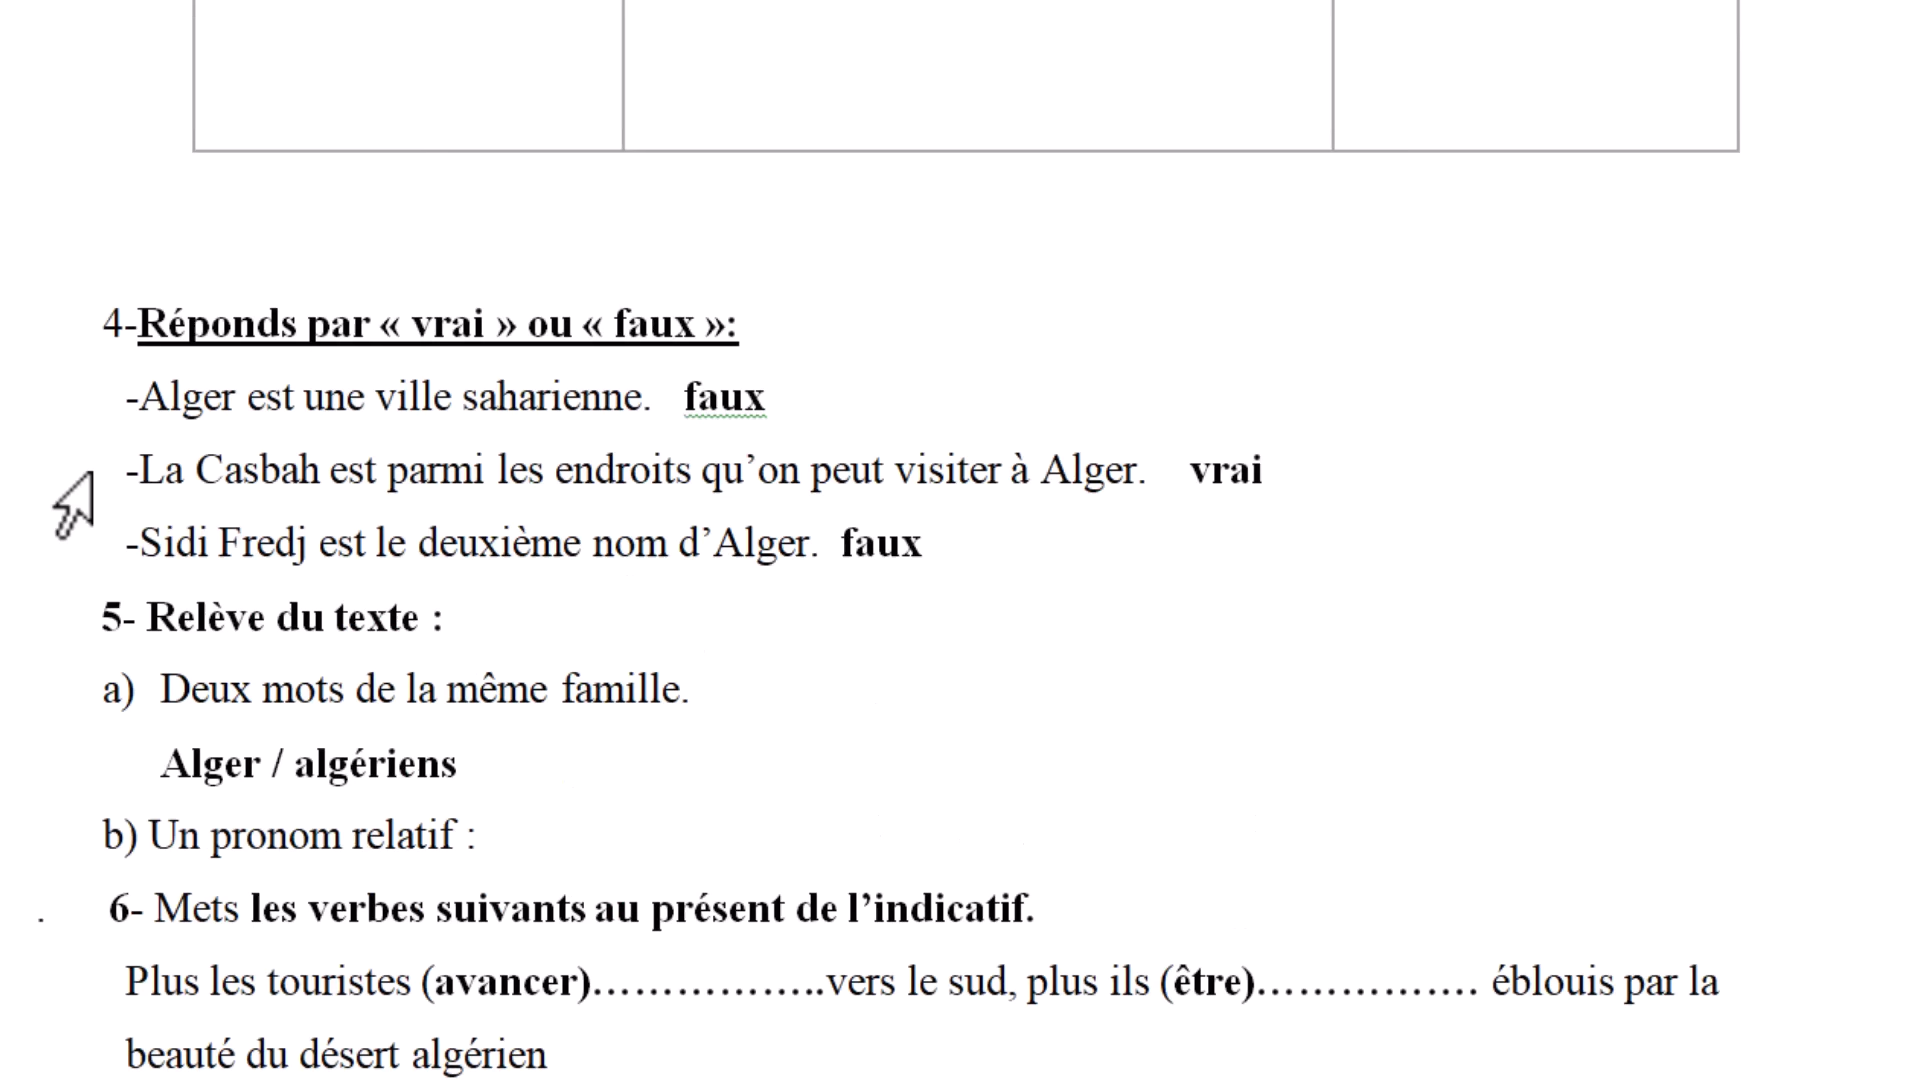 4-Réponds par « vrai » ou « faux »:
-Alger est une ville saharienne. faux
-La Casbah est parmi les endroits qu’on peut visiter à Alger. vrai
-Sidi Fredj est le deuxième nom d’Alger. faux
5- Relève du texte :
a) Deux mots de la même famille.
Alger / algériens
b) Un pronom relatif :
. 6- Mets les verbes suivants au présent de l’indicatif.
Plus les touristes (avancer)……………..vers le sud, plus ils (être)……………. éblouis par la
beauté du désert algérien